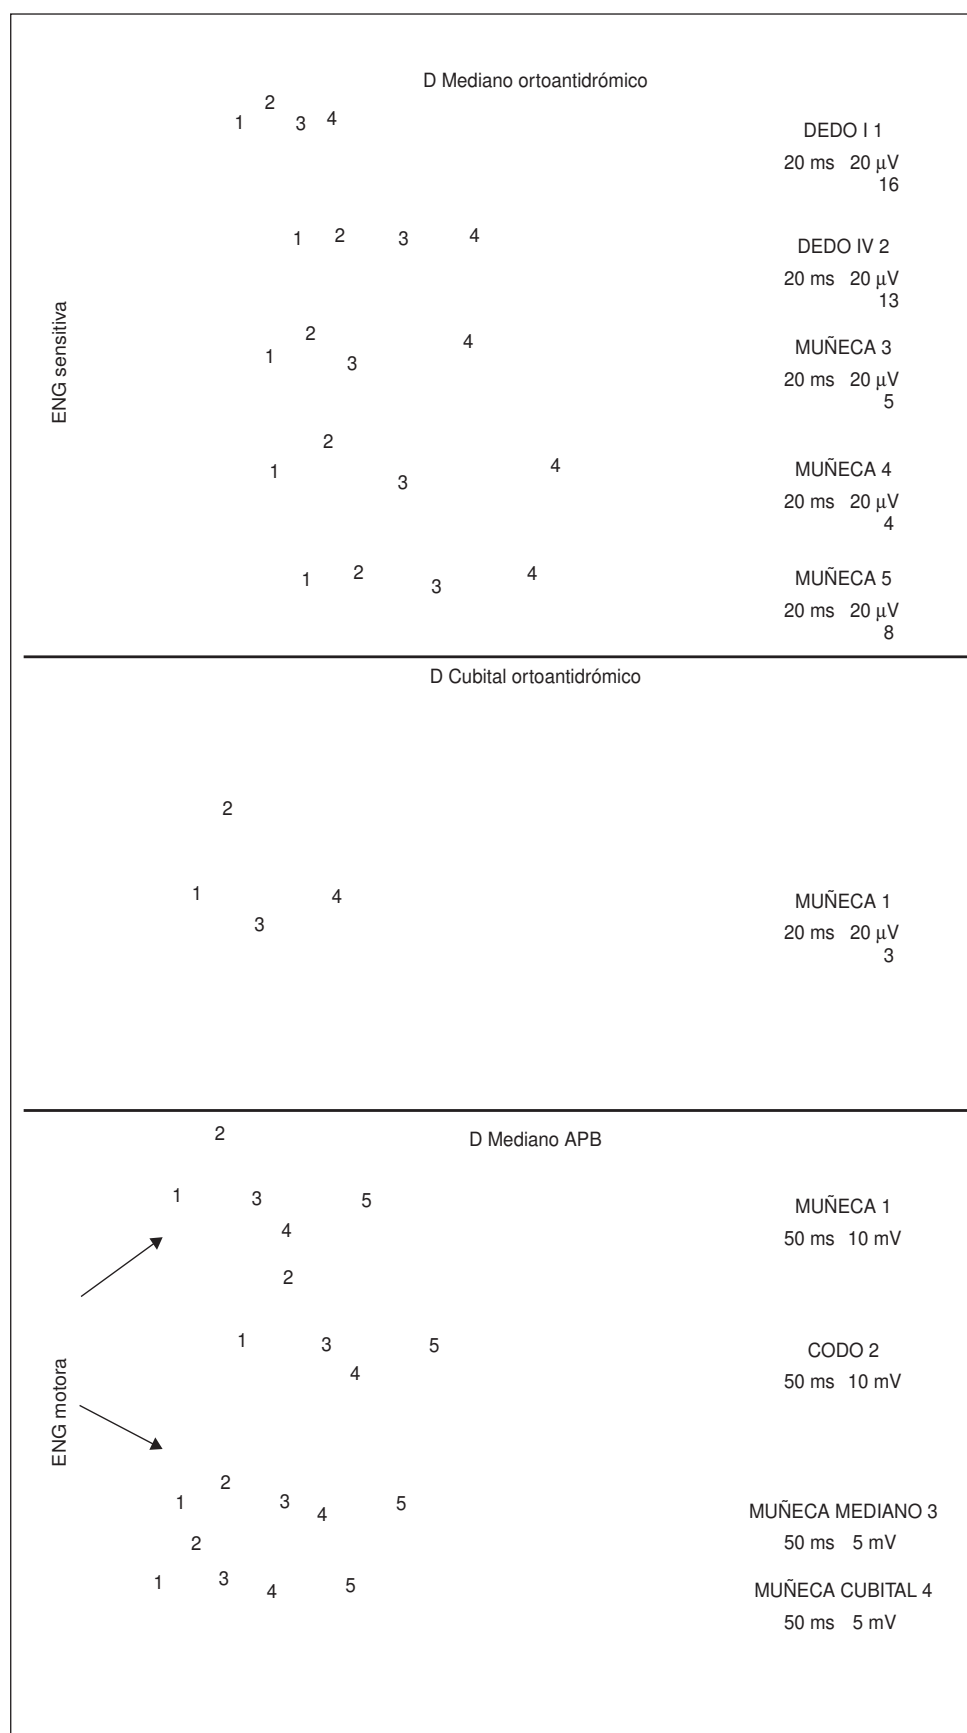 D Mediano ortoantidrómico
2
1 3 4
DEDO I 1
20 ms 20 µV
16
1 2 3 4
DEDO IV 2
20 ms 20 µV
13
ENG sensitiva
2
1 3 4
MUÑECA 3
20 ms 20 µV
5
2
1 3 4
MUÑECA 4
20 ms 20 µV
4
1 2 3 4
MUÑECA 5
20 ms 20 µV
8
D Cubital ortoantidrómico
2
1 3 4
MUÑECA 1
20 ms 20 µV
3
D Mediano APB
2
1 3 4 5
MUÑECA 1
50 ms 10 mV
2
1 3 4 5
CODO 2
50 ms 10 mV
ENG motora
2
1 3 4 5
MUÑECA MEDIANO 3
50 ms 5 mV
2
1 3 4 5
MUÑECA CUBITAL 4
50 ms 5 mV